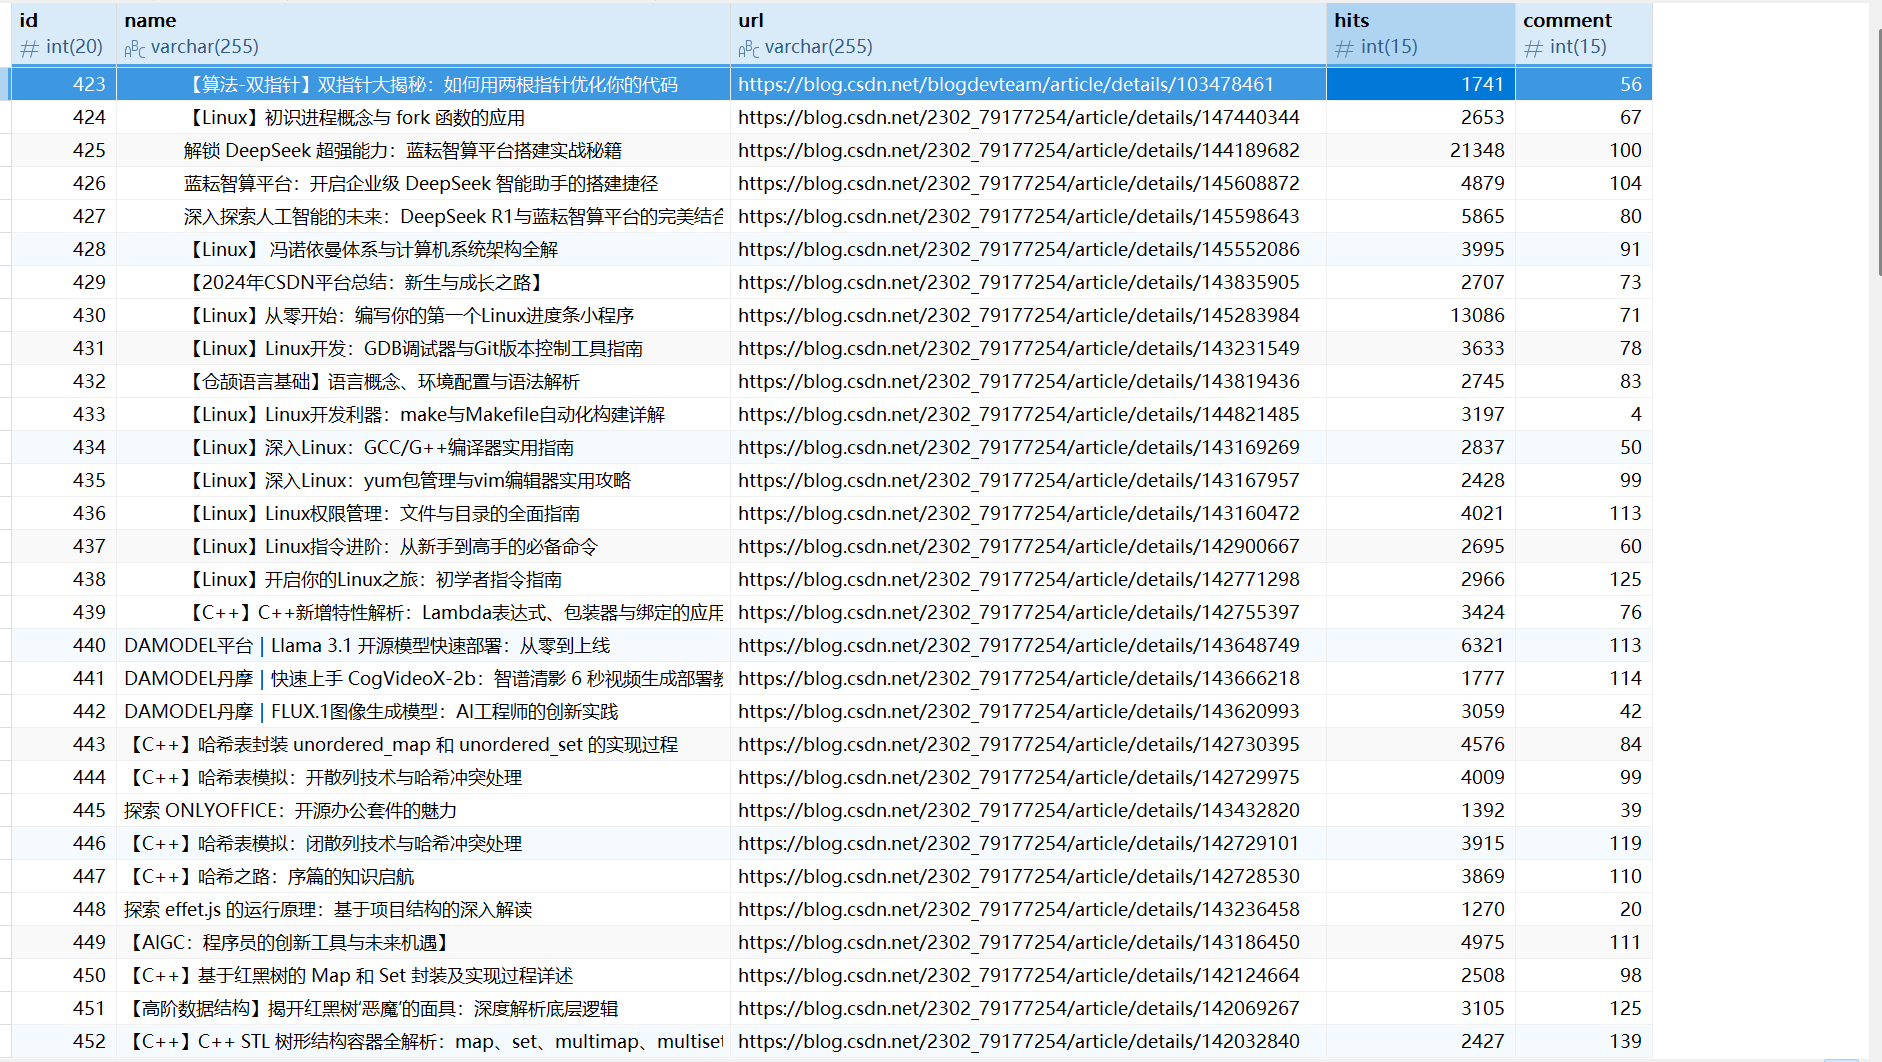 id name url hits comment
# int(20) ABC varchar(255) ABC varchar(255) # int(15) # int(15)
423 【算法-双指针】双指针大揭秘：如何用两根指针优化你的代码 https://blog.csdn.net/blogdevteam/article/details/103478461 1741 56
424 【Linux】初识进程概念与 fork 函数的应用 https://blog.csdn.net/2302_79177254/article/details/147440344 2653 67
425 解锁 DeepSeek 超强能力：蓝耘智算平台搭建实战秘籍 https://blog.csdn.net/2302_79177254/article/details/144189682 21348 100
426 蓝耘智算平台：开启企业级 DeepSeek 智能助手的搭建捷径 https://blog.csdn.net/2302_79177254/article/details/145608872 4879 104
427 深入探索人工智能的未来：DeepSeek R1与蓝耘智算平台的完美结合 https://blog.csdn.net/2302_79177254/article/details/145598643 5865 80
428 【Linux】 冯诺依曼体系与计算机系统架构全解 https://blog.csdn.net/2302_79177254/article/details/145552086 3995 91
429 【2024年CSDN平台总结：新生与成长之路】 https://blog.csdn.net/2302_79177254/article/details/143835905 2707 73
430 【Linux】从零开始：编写你的第一个Linux进度条小程序 https://blog.csdn.net/2302_79177254/article/details/145283984 13086 71
431 【Linux】Linux开发：GDB调试器与Git版本控制工具指南 https://blog.csdn.net/2302_79177254/article/details/143231549 3633 78
432 【仓颉语言基础】语言概念、环境配置与语法解析 https://blog.csdn.net/2302_79177254/article/details/143819436 2745 83
433 【Linux】Linux开发利器：make与Makefile自动化构建详解 https://blog.csdn.net/2302_79177254/article/details/144821485 3197 4
434 【Linux】深入Linux：GCC/G++编译器实用指南 https://blog.csdn.net/2302_79177254/article/details/143169269 2837 50
435 【Linux】深入Linux：yum包管理与vim编辑器实用攻略 https://blog.csdn.net/2302_79177254/article/details/143167957 2428 99
436 【Linux】Linux权限管理：文件与目录的全面指南 https://blog.csdn.net/2302_79177254/article/details/143160472 4021 113
437 【Linux】Linux指令进阶：从新手到高手的必备命令 https://blog.csdn.net/2302_79177254/article/details/142900667 2695 60
438 【Linux】开启你的Linux之旅：初学者指令指南 https://blog.csdn.net/2302_79177254/article/details/142771298 2966 125
439 【C++】C++新增特性解析：Lambda表达式、包装器与绑定的应用 https://blog.csdn.net/2302_79177254/article/details/142755397 3424 76
440 DAMODEL平台 | Llama 3.1 开源模型快速部署：从零到上线 https://blog.csdn.net/2302_79177254/article/details/143648749 6321 113
441 DAMODEL丹摩 | 快速上手 CogVideoX-2b：智谱清影 6 秒视频生成部署教 https://blog.csdn.net/2302_79177254/article/details/143666218 1777 114
442 DAMODEL丹摩 | FLUX.1图像生成模型：AI工程师的创新实践 https://blog.csdn.net/2302_79177254/article/details/143620993 3059 42
443 【C++】哈希表封装 unordered_map 和 unordered_set 的实现过程 https://blog.csdn.net/2302_79177254/article/details/142730395 4576 84
444 【C++】哈希表模拟：开散列技术与哈希冲突处理 https://blog.csdn.net/2302_79177254/article/details/142729975 4009 99
445 探索 ONLYOFFICE：开源办公套件的魅力 https://blog.csdn.net/2302_79177254/article/details/143432820 1392 39
446 【C++】哈希表模拟：闭散列技术与哈希冲突处理 https://blog.csdn.net/2302_79177254/article/details/142729101 3915 119
447 【C++】哈希之路：序篇的知识启航 https://blog.csdn.net/2302_79177254/article/details/142728530 3869 110
448 探索 effet.js 的运行原理：基于项目结构的深入解读 https://blog.csdn.net/2302_79177254/article/details/143236458 1270 20
449 【AIGC：程序员的创新工具与未来机遇】 https://blog.csdn.net/2302_79177254/article/details/143186450 4975 111
450 【C++】基于红黑树的 Map 和 Set 封装及实现过程详述 https://blog.csdn.net/2302_79177254/article/details/142124664 2508 98
451 【高阶数据结构】揭开红黑树‘恶魔’的面具：深度解析底层逻辑 https://blog.csdn.net/2302_79177254/article/details/142069267 3105 125
452 【C++】C++ STL 树形结构容器全解析：map、set、multimap、multiset https://blog.csdn.net/2302_79177254/article/details/142032840 2427 139